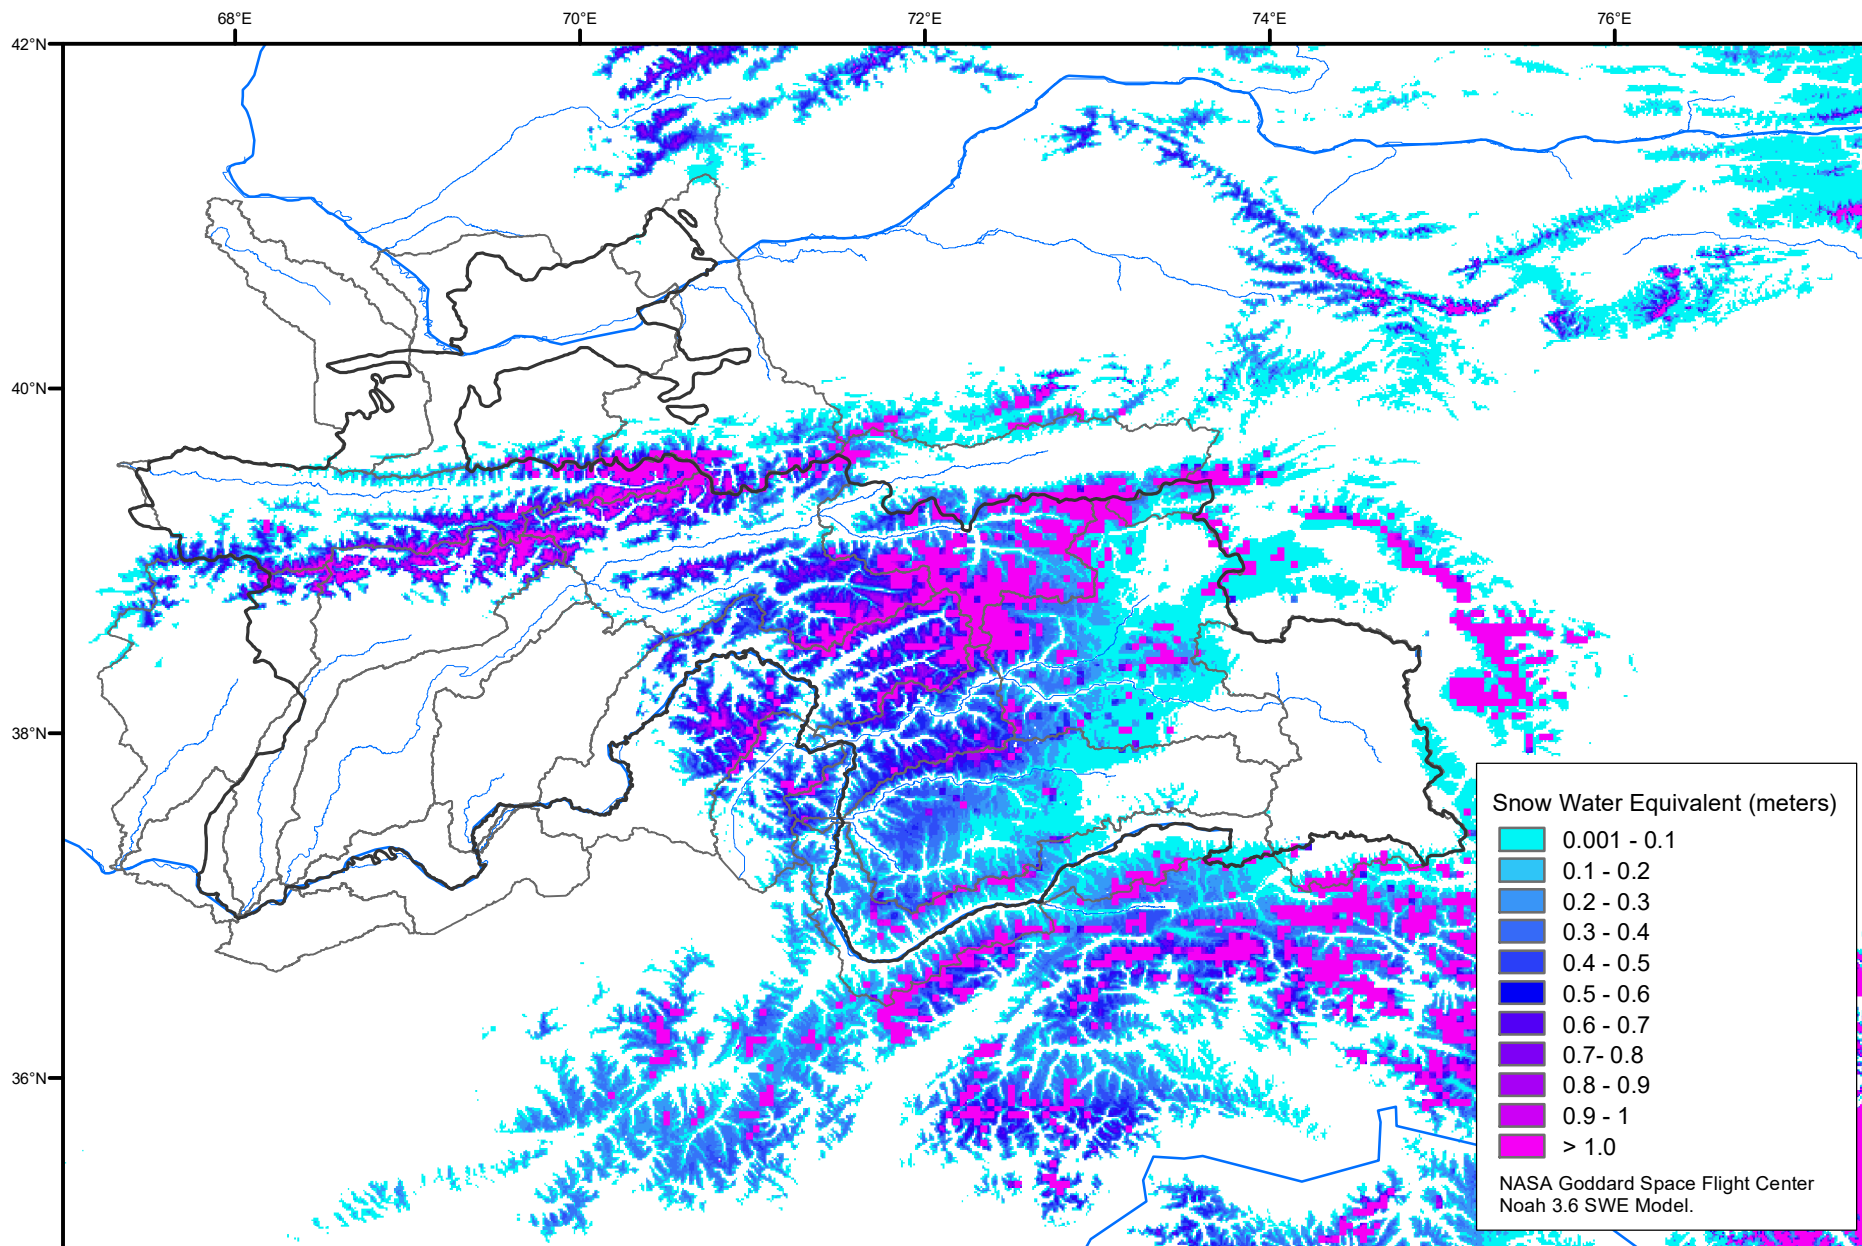 68°E 70°E 72°E 74°E 76°E
42°N
40°N
38°N
36°N
Snow Water Equivalent (meters)
0.001 - 0.1
0.1 - 0.2
0.2 - 0.3
0.3 - 0.4
0.4 - 0.5
0.5 - 0.6
0.6 - 0.7
0.7- 0.8
0.8 - 0.9
0.9 - 1
> 1.0
NASA Goddard Space Flight Center
Noah 3.6 SWE Model.